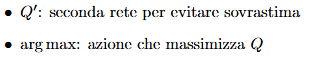 • Q′: seconda rete per evitare sovrastima
• arg max: azione che massimizza Q